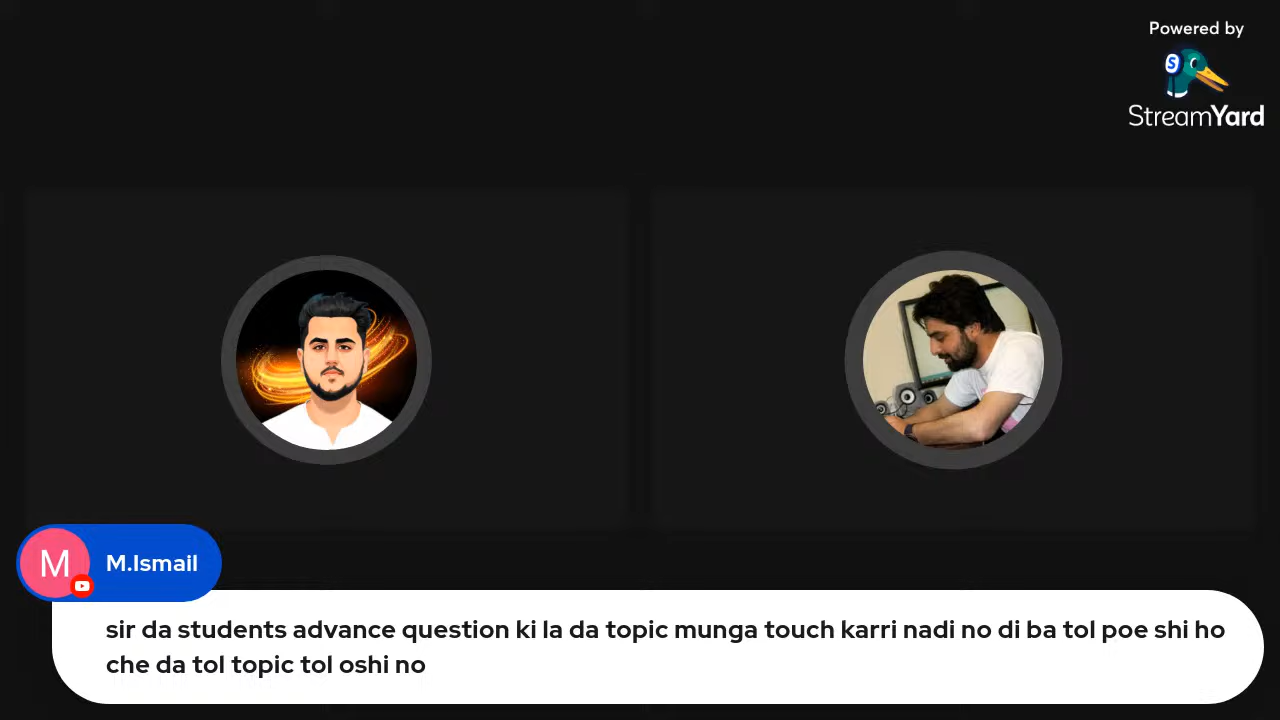 Powered by
S
StreamYard
M
M.Ismail
sir da students advance question ki la da topic munga touch karri nadi no di ba tol poe shi ho
che da tol topic tol oshi no